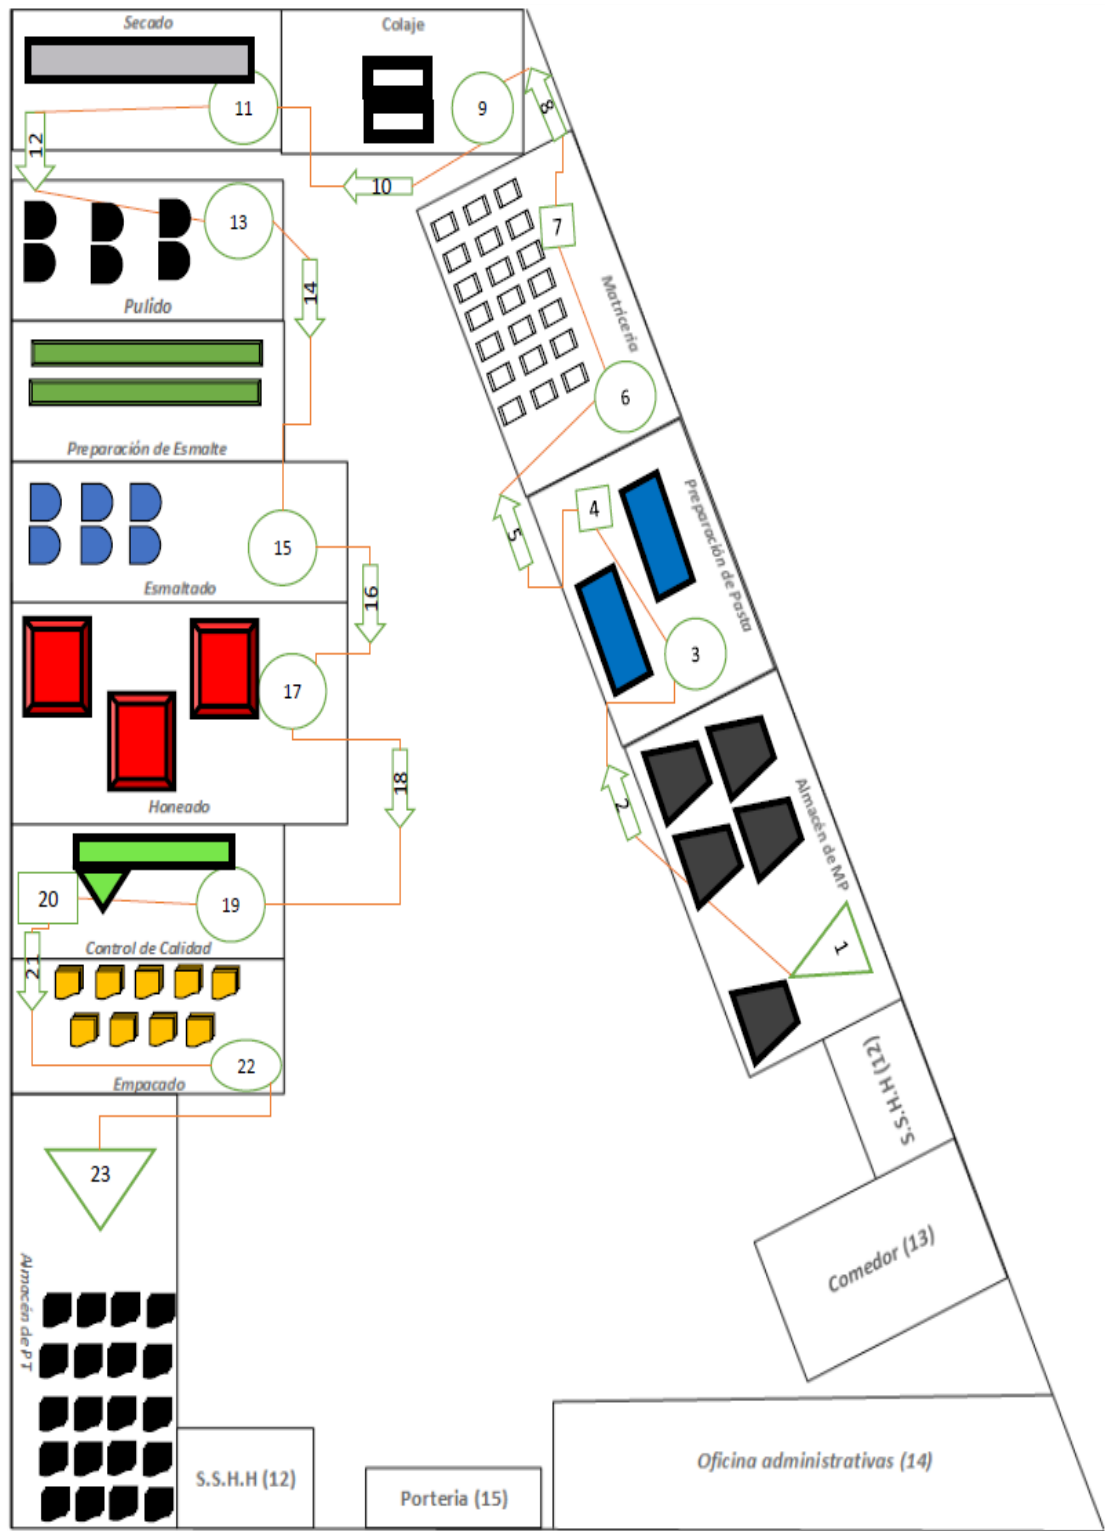 Secado
Colaje
11
9
8
12
10
13
7
Pulido
14
Matriceria
6
Preparación de Esmalte
4
5
Preparación de Pasta
15
Esmaltado
16
3
17
Honeado
18
2
Almacén de MP
20
19
1
Control de Calidad
21
22
Empacado
S.S.H.H (12)
23
Comedor (13)
Almacén de PT
S.S.H.H (12)
Porteria (15)
Oficina administrativas (14)